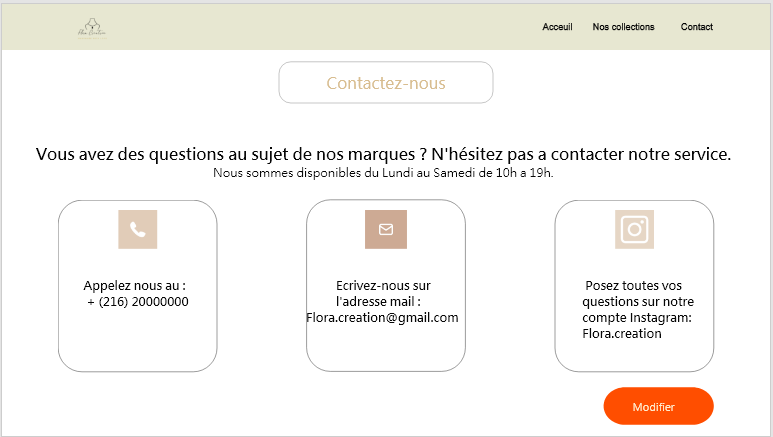 Acceuil Nos collections Contact
Contactez-nous
Vous avez des questions au sujet de nos marques ? N'hésitez pas a contacter notre service.
Nous sommes disponibles du Lundi au Samedi de 10h a 19h.
Appelez nous au :
+ (216) 20000000
Ecrivez-nous sur
l'adresse mail :
Flora.creation@gmail.com
Posez toutes vos
questions sur notre
compte Instagram:
Flora.creation
Modifier